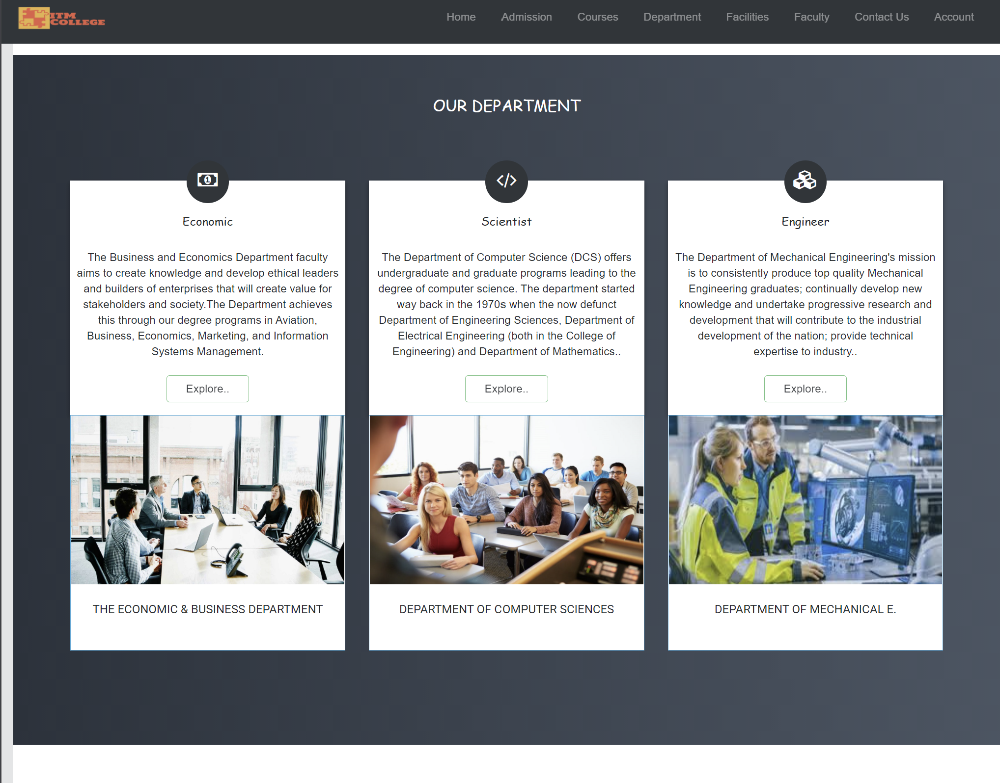 ITM
COLLEGE
Home Admission Courses Department Facilities Faculty Contact Us Account
OUR DEPARTMENT
1
Economic
The Business and Economics Department faculty
aims to create knowledge and develop ethical leaders
and builders of enterprises that will create value for
stakeholders and society.The Department achieves
this through our degree programs in Aviation,
Business, Economics, Marketing, and Information
Systems Management.
Explore..
THE ECONOMIC & BUSINESS DEPARTMENT
</>
Scientist
The Department of Computer Science (DCS) offers
undergraduate and graduate programs leading to the
degree of computer science. The department started
way back in the 1970s when the now defunct
Department of Engineering Sciences, Department of
Electrical Engineering (both in the College of
Engineering) and Department of Mathematics..
Explore..
DEPARTMENT OF COMPUTER SCIENCES
Engineer
The Department of Mechanical Engineering's mission
is to consistently produce top quality Mechanical
Engineering graduates; continually develop new
knowledge and undertake progressive research and
development that will contribute to the industrial
development of the nation; provide technical
expertise to industry..
Explore..
DEPARTMENT OF MECHANICAL E.